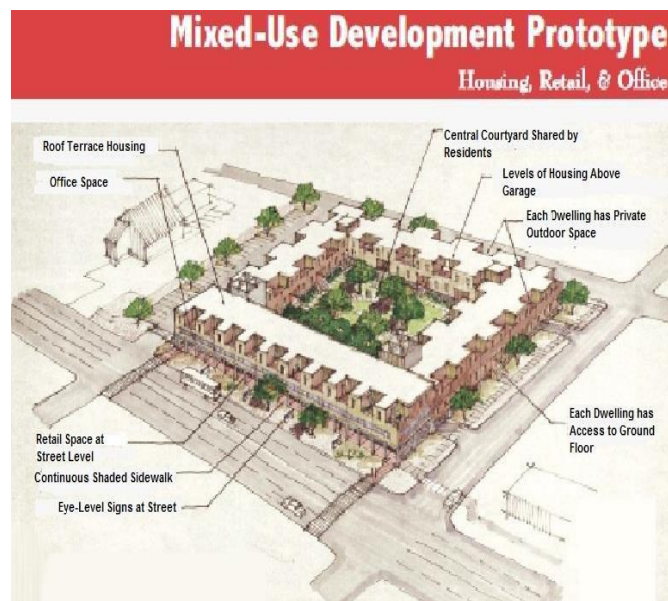 Mixed-Use Development Prototype
Housing, Retail, & Office
Roof Terrace Housing
Office Space
Central Courtyard Shared by
Residents
Levels of Housing Above
Garage
Each Dwelling has Private
Outdoor Space
Each Dwelling has
Access to Ground
Floor
Retail Space at
Street Level
Continuous Shaded Sidewalk
Eye-Level Signs at Street